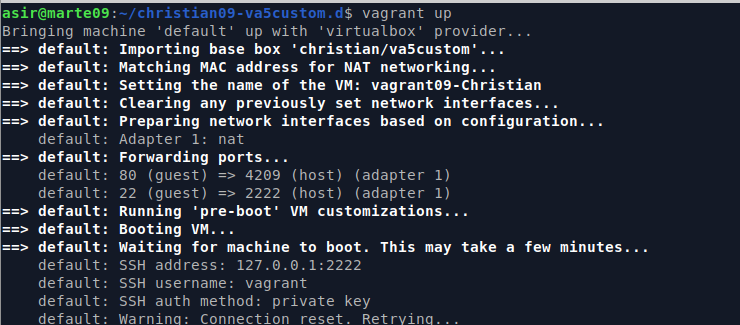 asir@marte09:~/christian09-va5custom.d$ vagrant up
Bringing machine 'default' up with 'virtualbox' provider...
==> default: Importing base box 'christian/va5custom'...
==> default: Matching MAC address for NAT networking...
==> default: Setting the name of the VM: vagrant09-Christian
==> default: Clearing any previously set network interfaces...
==> default: Preparing network interfaces based on configuration...
    default: Adapter 1: nat
==> default: Forwarding ports...
    default: 80 (guest) => 4209 (host) (adapter 1)
    default: 22 (guest) => 2222 (host) (adapter 1)
==> default: Running 'pre-boot' VM customizations...
==> default: Booting VM...
==> default: Waiting for machine to boot. This may take a few minutes...
    default: SSH address: 127.0.0.1:2222
    default: SSH username: vagrant
    default: SSH auth method: private key
    default: Warning: Connection reset. Retrying...